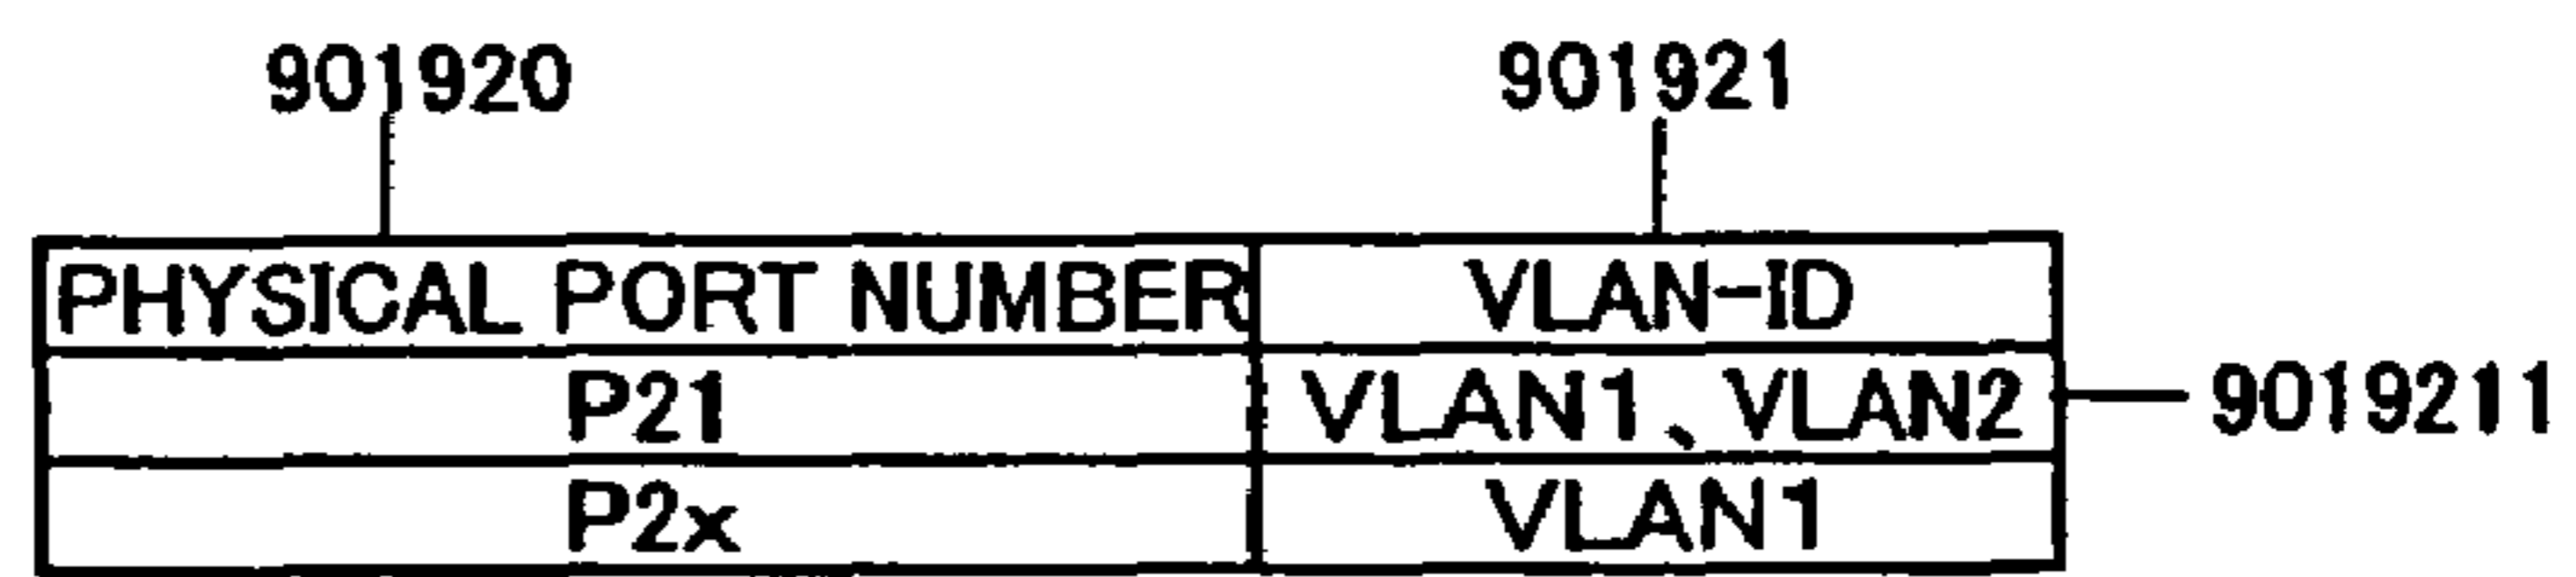 901920 901921
PHYSICAL PORT NUMBER VLAN-ID
P21 VLAN1、VLAN2 9019211
P2x VLAN1